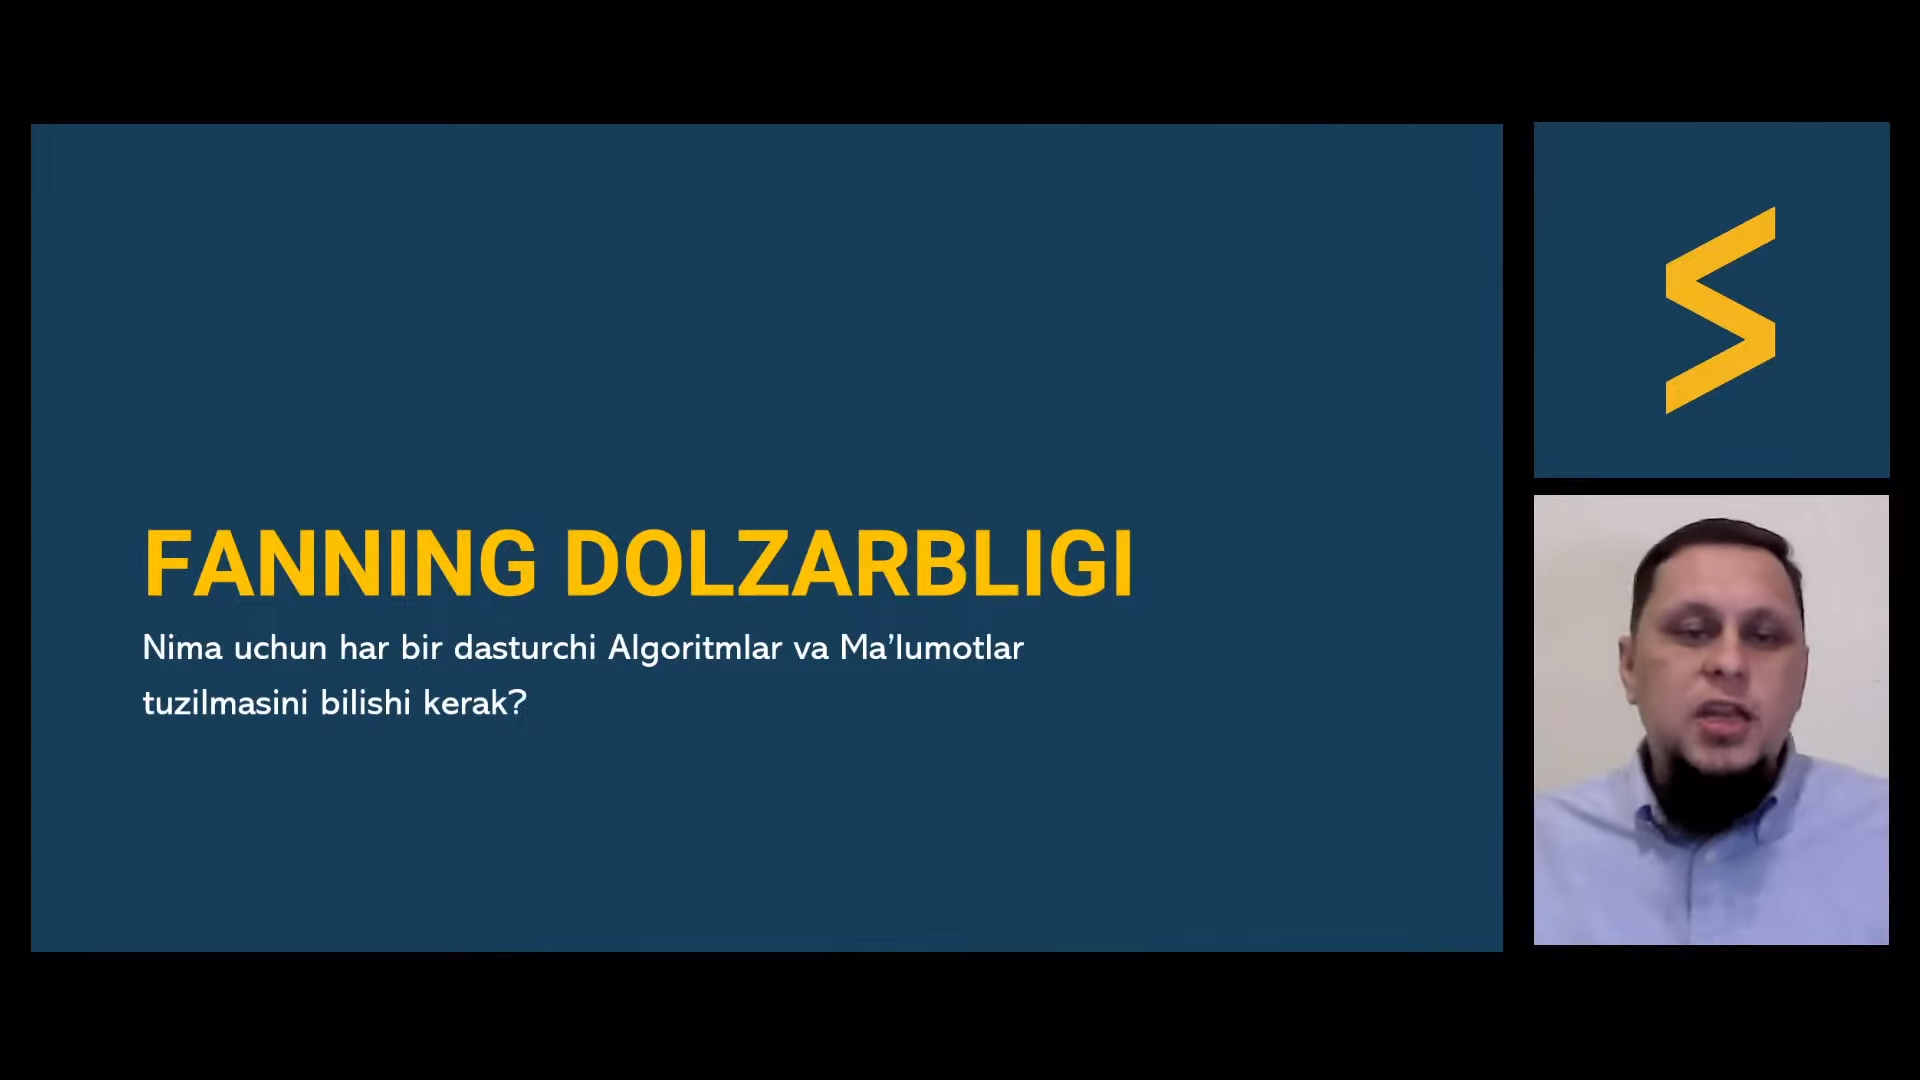 FANNING DOLZARBLIGI
Nima uchun har bir dasturchi Algoritmlar va Ma’lumotlar
tuzilmasini bilishi kerak?